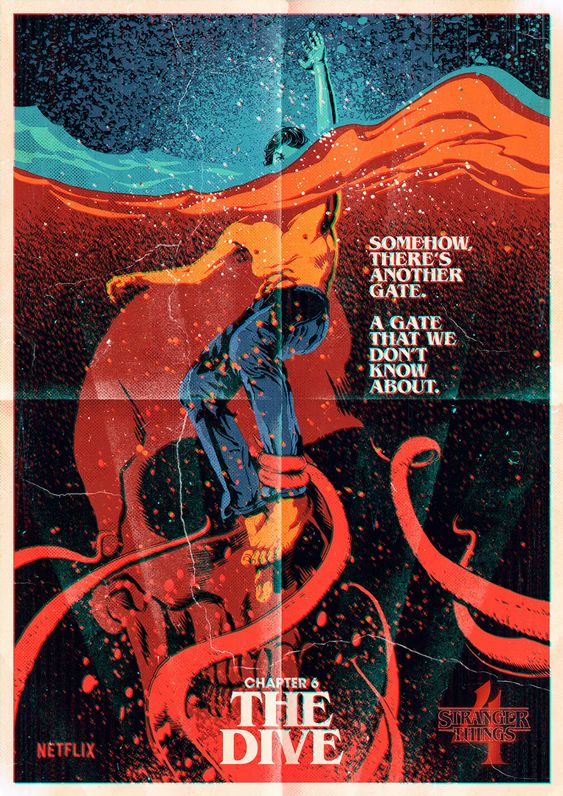 SOMEHOW,
THERE'S
ANOTHER
GATE.
A GATE
THAT WE
DON'T
KNOW
ABOUT.
CHAPTER 6
THE
DIVE
NETFLIX
STRANGER
THINGS
4